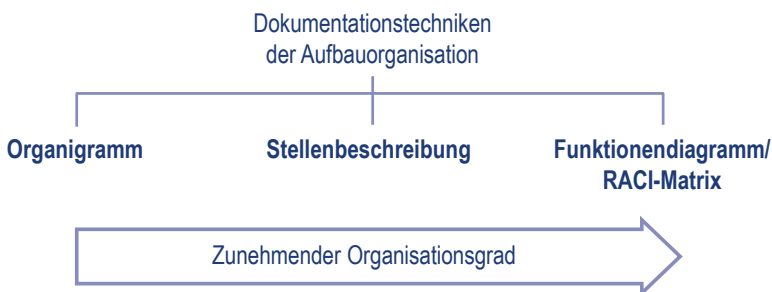 Dokumentationstechniken
der Aufbauorganisation
Organigramm
Stellenbeschreibung
Funktionendiagramm/
RACI-Matrix
Zunehmender Organisationsgrad